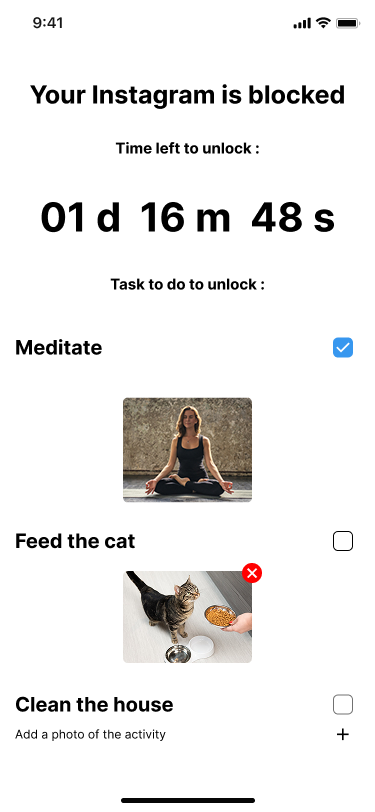 9:41
Your Instagram is blocked
Time left to unlock :
01 d 16 m 48 s
Task to do to unlock :
Meditate
Feed the cat
Clean the house
Add a photo of the activity +